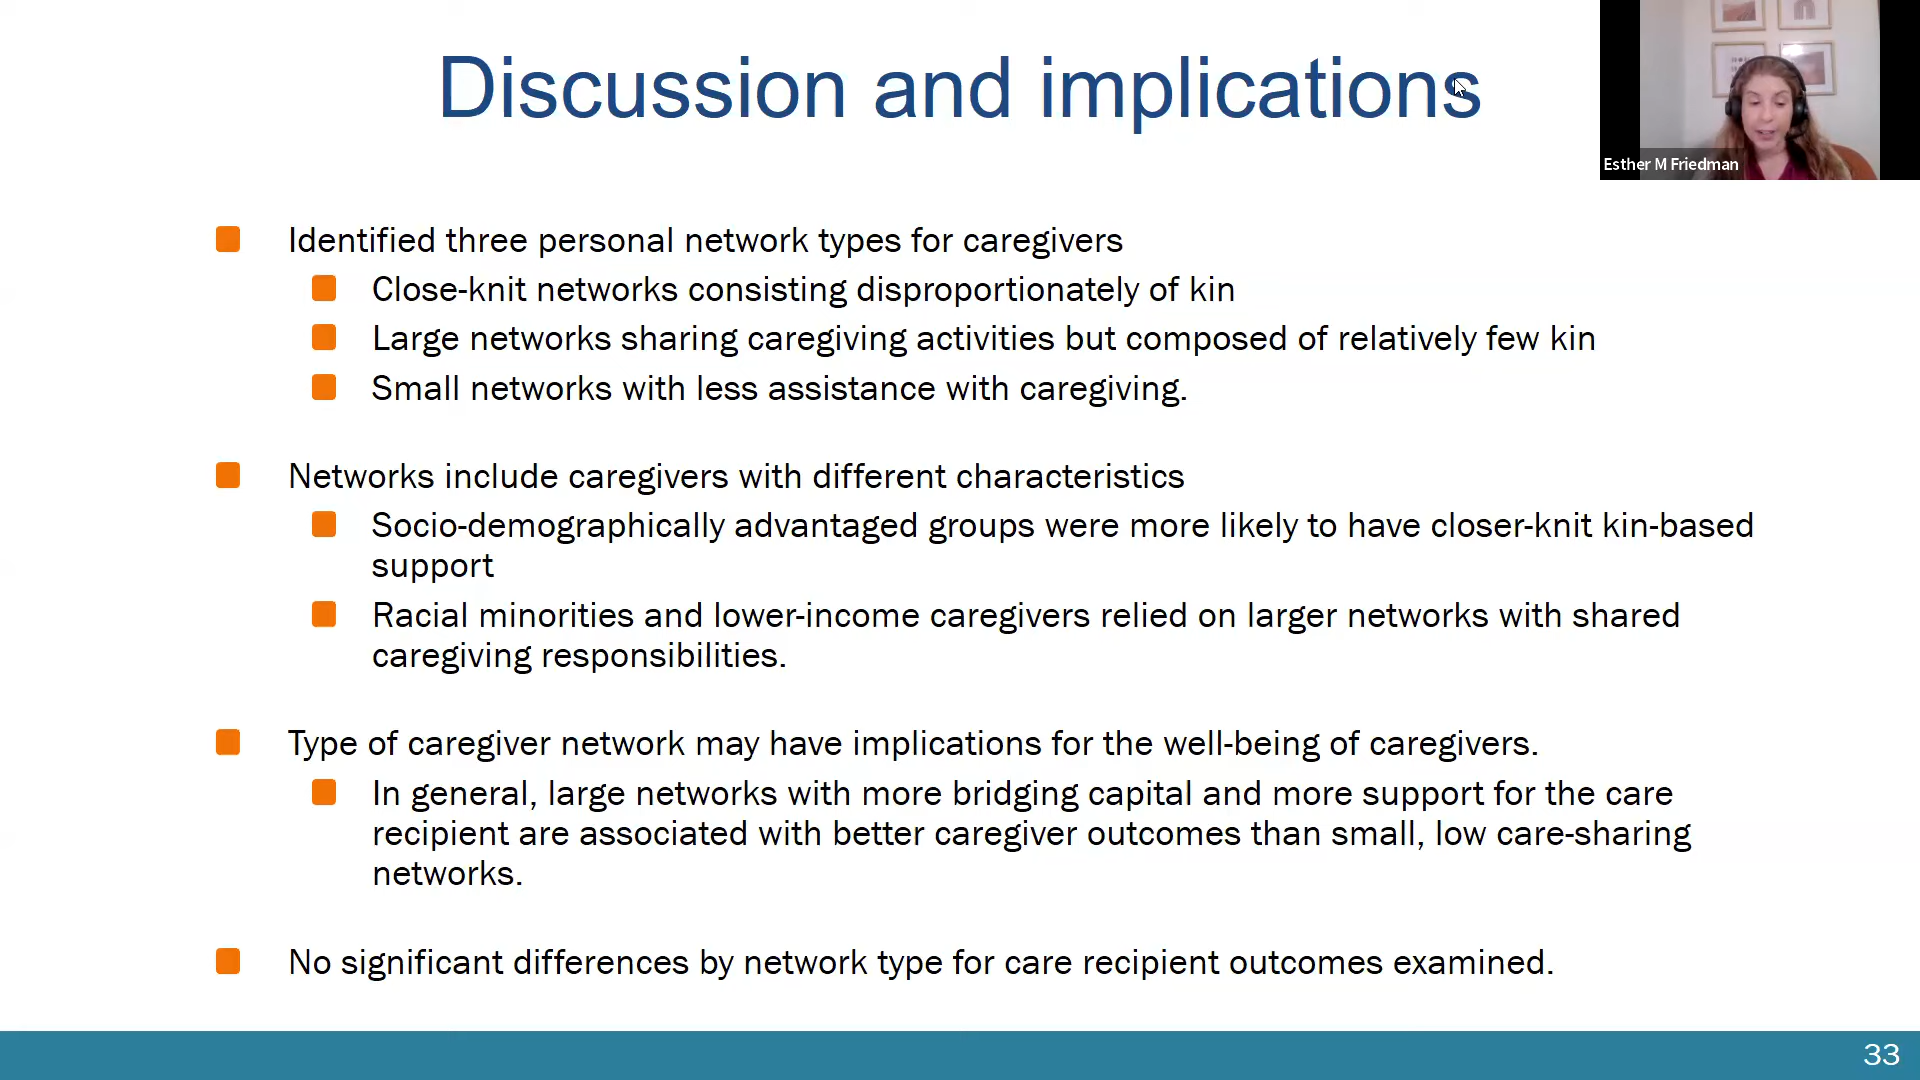 Discussion and implications
Esther M Friedman
Identified three personal network types for caregivers
Close-knit networks consisting disproportionately of kin
Large networks sharing caregiving activities but composed of relatively few kin
Small networks with less assistance with caregiving.
Networks include caregivers with different characteristics
Socio-demographically advantaged groups were more likely to have closer-knit kin-based
support
Racial minorities and lower-income caregivers relied on larger networks with shared
caregiving responsibilities.
Type of caregiver network may have implications for the well-being of caregivers.
In general, large networks with more bridging capital and more support for the care
recipient are associated with better caregiver outcomes than small, low care-sharing
networks.
No significant differences by network type for care recipient outcomes examined.
33